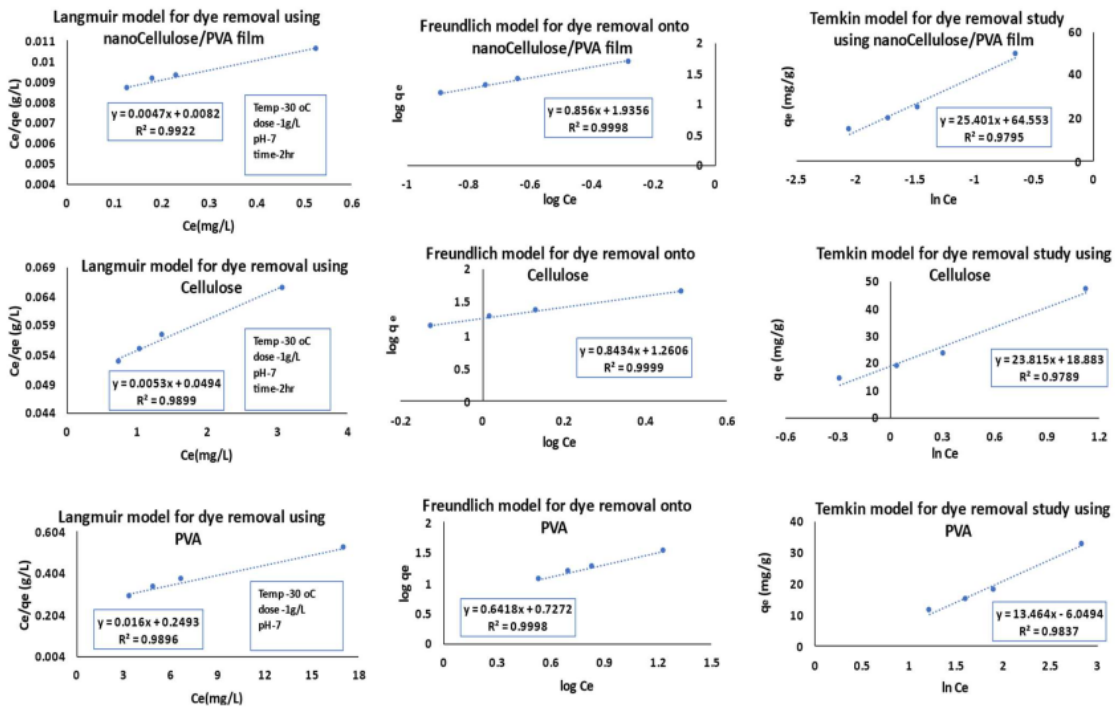 Langmuir model for dye removal using
nanoCellulose/PVA film
Ce/qe (g/L)
0.011
0.01
0.009
0.008
0.007
0.006
0.005
0.004
y = 0.0047x + 0.0082
R² = 0.9922
Temp -30 oC
dose -1g/L
pH-7
time-2hr
0
0.1
0.2
0.3
0.4
0.5
0.6
Ce(mg/L)
Freundlich model for dye removal onto
nanoCellulose/PVA film
log qe
2
1.5
1
0.5
0
y = 0.856x + 1.9356
R² = 0.9998
-1
-0.8
-0.6
-0.4
-0.2
0
log Ce
Temkin model for dye removal study
using nanoCellulose/PVA film
qe (mg/g)
60
40
20
0
y = 25.401x + 64.553
R² = 0.9795
-2.5
-2
-1.5
-1
-0.5
0
ln Ce
Langmuir model for dye removal using
Cellulose
Ce/qe (g/L)
0.069
0.064
0.059
0.054
0.049
0.044
y = 0.0053x + 0.0494
R² = 0.9899
Temp -30 oC
dose -1g/L
pH-7
time-2hr
0
1
2
3
4
Ce(mg/L)
Freundlich model for dye removal onto
Cellulose
log qe
2
1.5
1
0.5
0
y = 0.8434x + 1.2606
R² = 0.9999
-0.2
0
0.2
0.4
0.6
log Ce
Temkin model for dye removal study using
Cellulose
qe (mg/g)
50
40
30
20
10
0
y = 23.815x + 18.883
R² = 0.9789
-0.6
-0.3
0
0.3
0.6
0.9
1.2
ln Ce
Langmuir model for dye removal using
PVA
Ce/qe (g/L)
0.604
0.404
0.204
0.004
y = 0.016x + 0.2493
R² = 0.9896
Temp -30 oC
dose -1g/L
pH-7
0
3
6
9
12
15
18
Ce(mg/L)
Freundlich model for dye removal onto
PVA
log qe
2
1.5
1
0.5
0
y = 0.6418x + 0.7272
R² = 0.9998
0
0.3
0.6
0.9
1.2
1.5
log Ce
Temkin model for dye removal study using
PVA
qe (mg/g)
40
30
20
10
0
y = 13.464x - 6.0494
R² = 0.9837
0
0.5
1
1.5
2
2.5
3
ln Ce